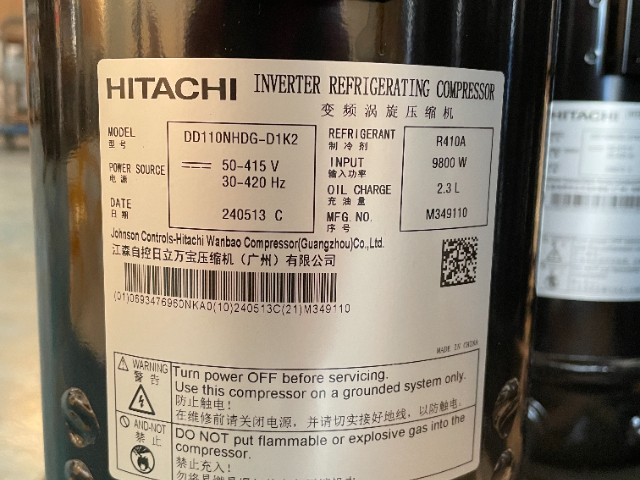 HITACHI INVERTER REFRIGERATING COMPRESSOR
变频涡旋压缩机
MODEL DD110NHDG-D1K2 REFRIGERANT R410A
型号 制冷剂
POWER SOURCE 50-415 V INPUT 9800 W
电源 30-420 Hz 输入功率
OIL CHARGE 2.3 L
充油量
DATE 240513 C MFG. NO. M349110
日期 序号
Johnson Controls-Hitachi Wanbao Compressor(Guangzhou)Co.,Ltd.
江森自控日立万宝压缩机（广州）有限公司
(01)0693476960NKA0(10)240513C(21)M349110
MADE IN CHINA
WARNING Turn power OFF before servicing.
警告 Use this compressor on a grounded system only.
防止触电！
在维修前请关闭电源，并请切实接好地线，以防触电。
AND-NOT DO NOT put flammable or explosive gas into the
禁止 compressor.
禁止充入！
HITACHI